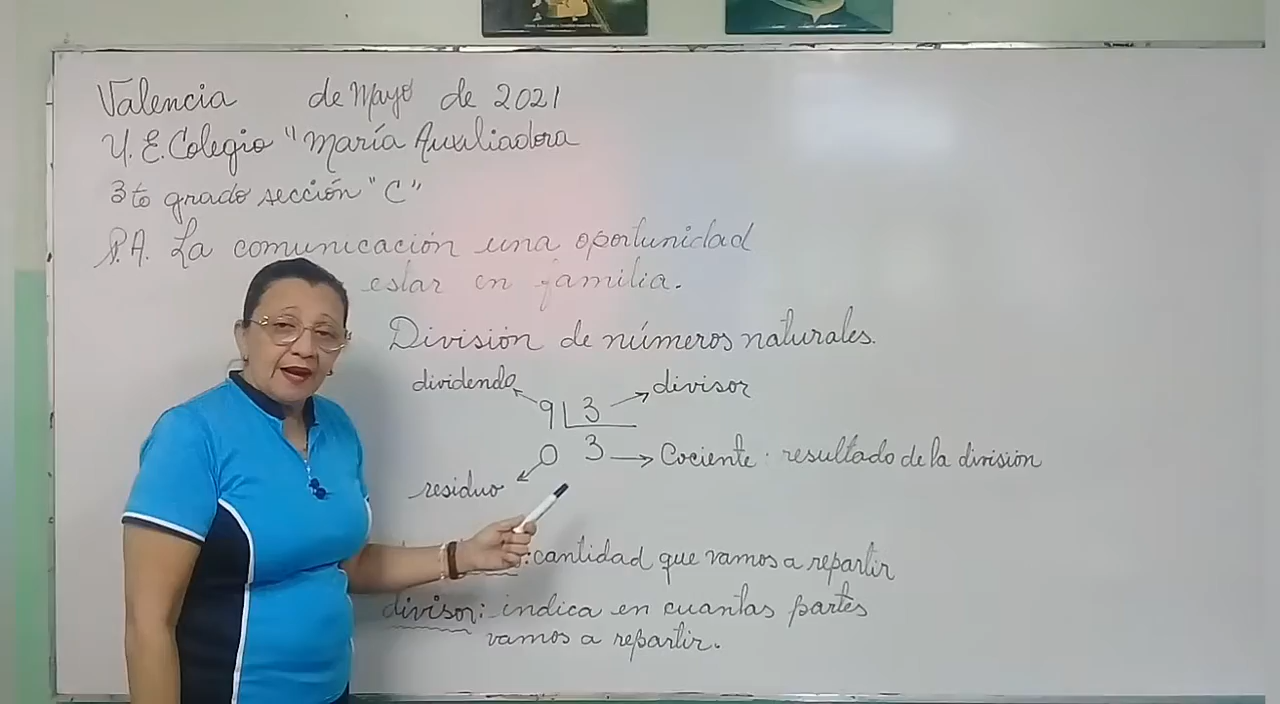 Valencia de Mayo de 2021
U.E. Colegio "María Auxiliadora
3to grado sección "C"
P.A. La comunicación una oportunidad
estar en familia.
División de números naturales.
dividendo 9 3 divisor
0 3 Cociente: resultado de la división
residuo
:cantidad que vamos a repartir
divisor: indica en cuantas partes
vamos a repartir.